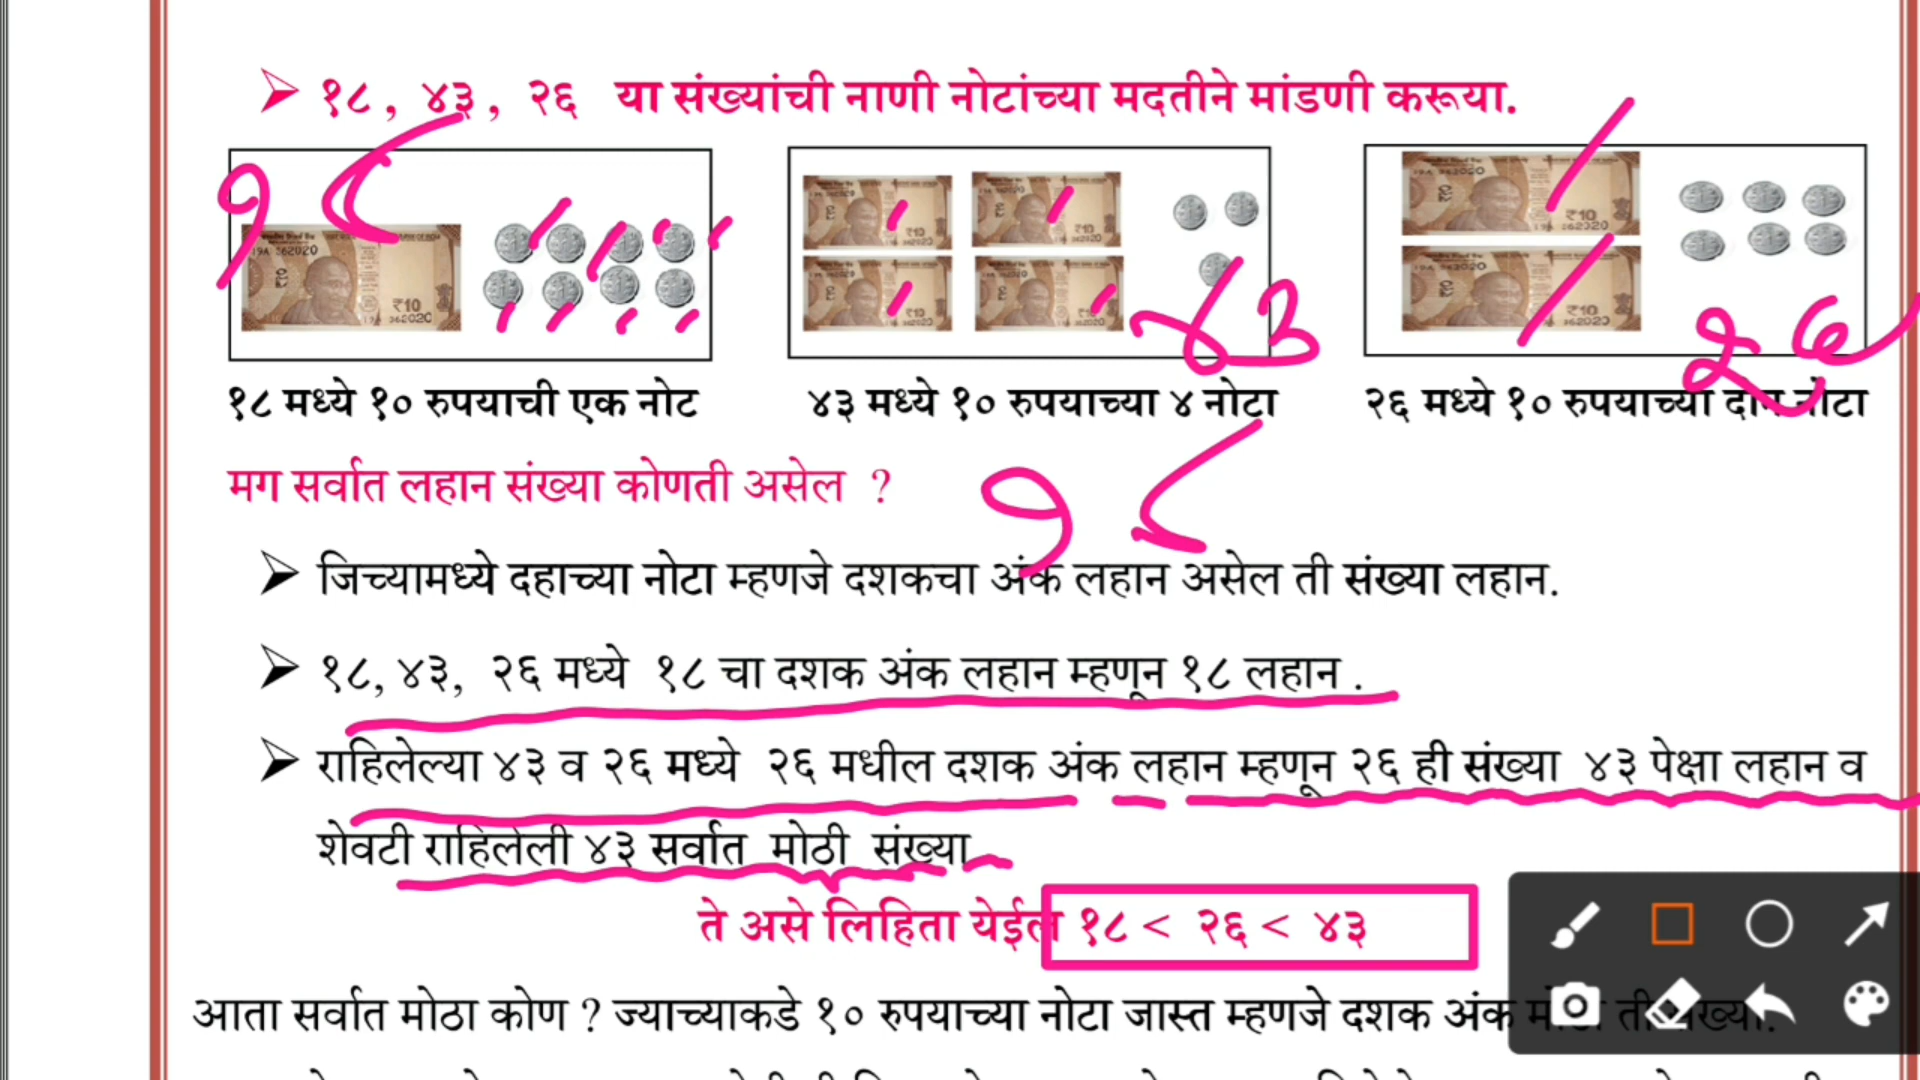 १८, ४३, २६ या संख्यांची नाणी नोटांच्या मदतीने मांडणी करूया.
१८
४३
२६
१८ मध्ये १० रुपयाची एक नोट
४३ मध्ये १० रुपयाच्या ४ नोटा
२६ मध्ये १० रुपयाच्या दोन नोटा
मग सर्वात लहान संख्या कोणती असेल ? १८
जिच्यामध्ये दहाच्या नोटा म्हणजे दशकचा अंक लहान असेल ती संख्या लहान.
१८, ४३, २६ मध्ये १८ चा दशक अंक लहान म्हणून १८ लहान .
राहिलेल्या ४३ व २६ मध्ये २६ मधील दशक अंक लहान म्हणून २६ ही संख्या ४३ पेक्षा लहान व
शेवटी राहिलेली ४३ सर्वात मोठी संख्या
ते असे लिहिता येईल १८ < २६ < ४३
आता सर्वात मोठा कोण ? ज्याच्याकडे १० रुपयाच्या नोटा जास्त म्हणजे दशक अंक